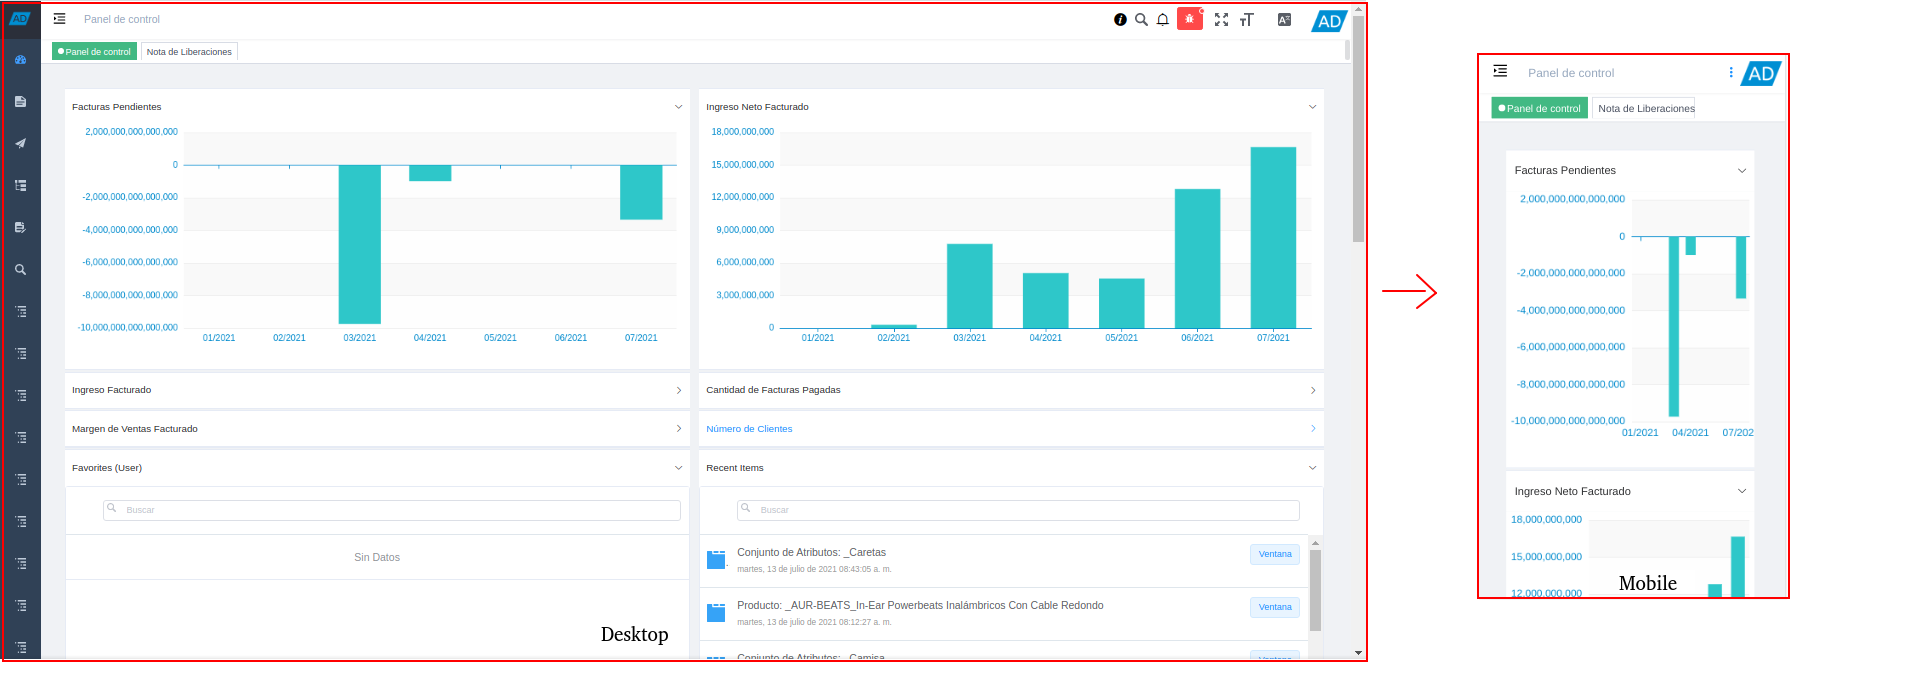 AD
Panel de control
AD
Panel de control
Nota de Liberaciones
Facturas Pendientes
2,000,000,000,000,000
0
-2,000,000,000,000,000
-4,000,000,000,000,000
-6,000,000,000,000,000
-8,000,000,000,000,000
-10,000,000,000,000,000
01/2021 02/2021 03/2021 04/2021 05/2021 06/2021 07/2021
Ingreso Neto Facturado
18,000,000,000
15,000,000,000
12,000,000,000
9,000,000,000
6,000,000,000
3,000,000,000
0
01/2021 02/2021 03/2021 04/2021 05/2021 06/2021 07/2021
Ingreso Facturado
Cantidad de Facturas Pagadas
Margen de Ventas Facturado
Número de Clientes
Favorites (User)
Buscar
Sin Datos
Desktop
Recent Items
Buscar
Conjunto de Atributos: _Caretas
Ventana
martes, 13 de julio de 2021 08:43:05 a. m.
Producto: _AUR-BEATS_In-Ear Powerbeats Inalámbricos Con Cable Redondo
Ventana
martes, 13 de julio de 2021 08:12:27 a. m.
Conjunto de Atributos: _Camisa
Ventana
Panel de control
AD
Panel de control
Nota de Liberaciones
Facturas Pendientes
2,000,000,000,000,000
0
-2,000,000,000,000,000
-4,000,000,000,000,000
-6,000,000,000,000,000
-8,000,000,000,000,000
-10,000,000,000,000,000
01/2021 04/2021 07/202
Ingreso Neto Facturado
18,000,000,000
15,000,000,000
12,000,000,000
Mobile